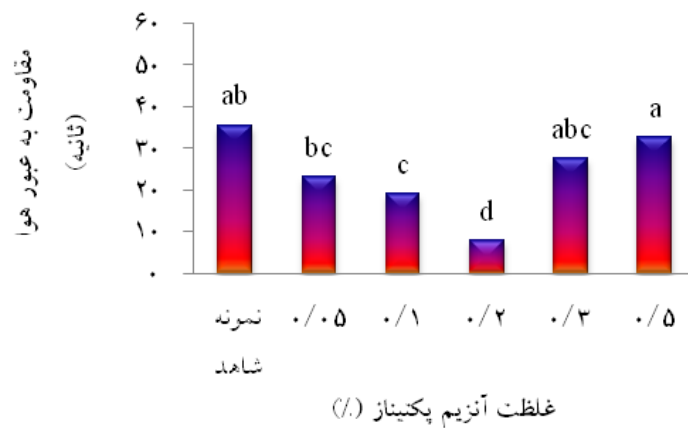 مقاومت به عبور هوا
(ثانیه)
۶۰
۵۰
۴۰
۳۰
۲۰
۱۰
۰
ab
bc
c
d
abc
a
نمونه شاهد
۰/۰۵
۰/۱
۰/۲
۰/۳
۰/۵
غلظت آنزیم پکتیناز (٪)